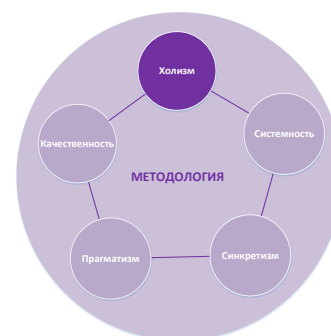 Холизм
Качественность
Системность
МЕТОДОЛОГИЯ
Прагматизм
Синкретизм